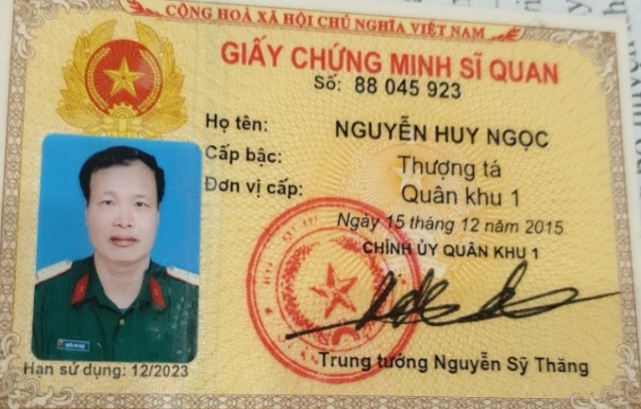 CỘNG HOÀ XÃ HỘI CHỦ NGHĨA VIỆT NAM
GIẤY CHỨNG MINH SĨ QUAN
Số: 88 045 923
Họ tên: NGUYỄN HUY NGỌC
Cấp bậc: Thượng tá
Đơn vị cấp: Quân khu 1
Ngày 15 tháng 12 năm 2015
CHÍNH ỦY QUÂN KHU 1
Trung tướng Nguyễn Sỹ Thăng
Hạn sử dụng: 12/2023